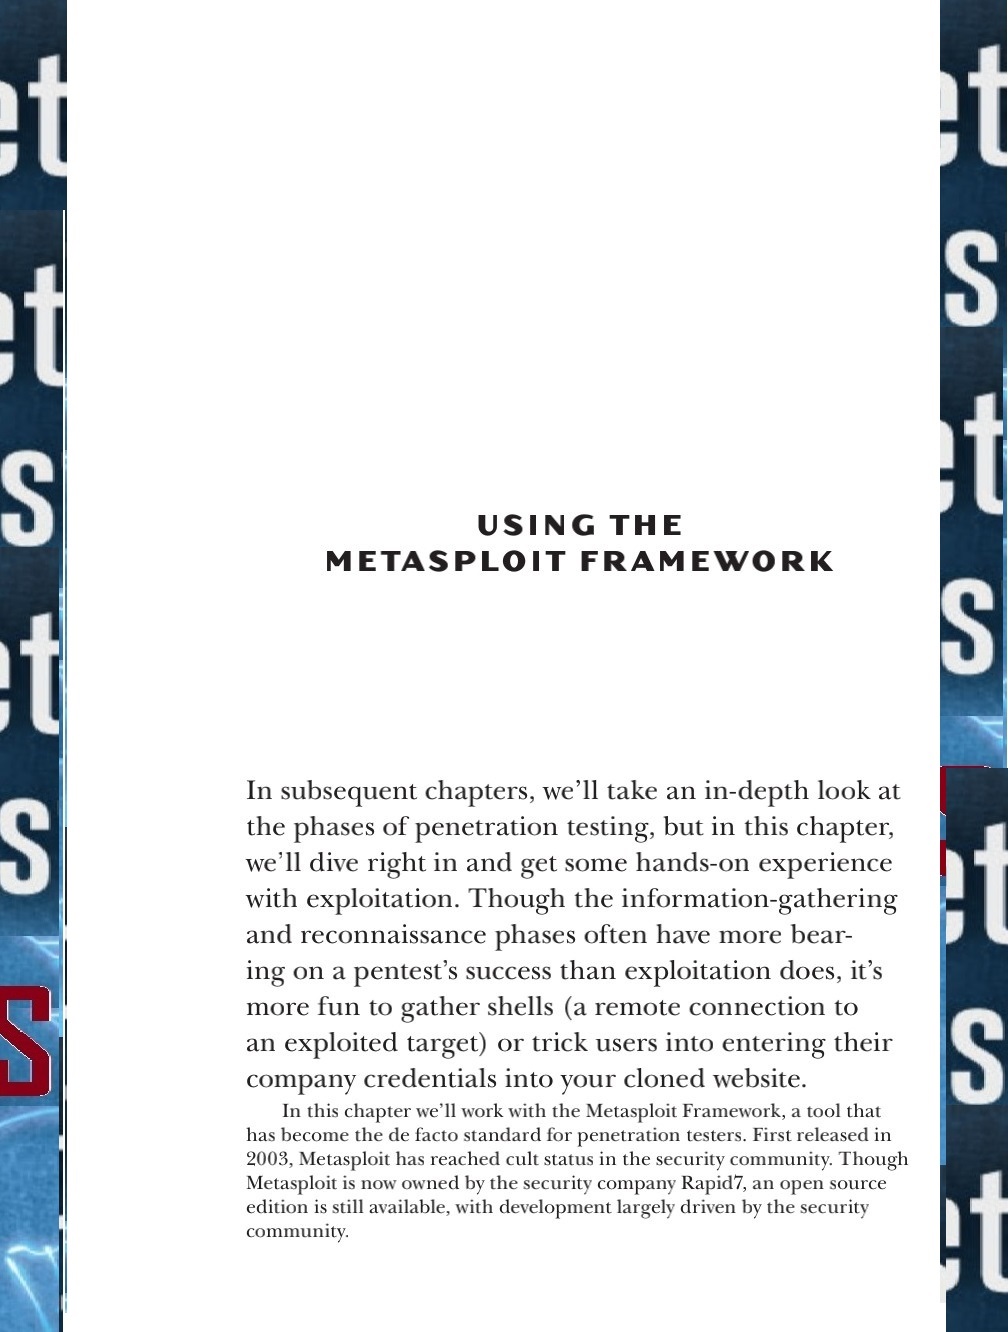 USING THE
METASPLOIT FRAMEWORK
In subsequent chapters, we'll take an in-depth look at
the phases of penetration testing, but in this chapter,
we'll dive right in and get some hands-on experience
with exploitation. Though the information-gathering
and reconnaissance phases often have more bear-
ing on a pentest's success than exploitation does, it's
more fun to gather shells (a remote connection to
an exploited target) or trick users into entering their
company credentials into your cloned website.
In this chapter we'll work with the Metasploit Framework, a tool that
has become the de facto standard for penetration testers. First released in
2003, Metasploit has reached cult status in the security community. Though
Metasploit is now owned by the security company Rapid7, an open source
edition is still available, with development largely driven by the security
community.